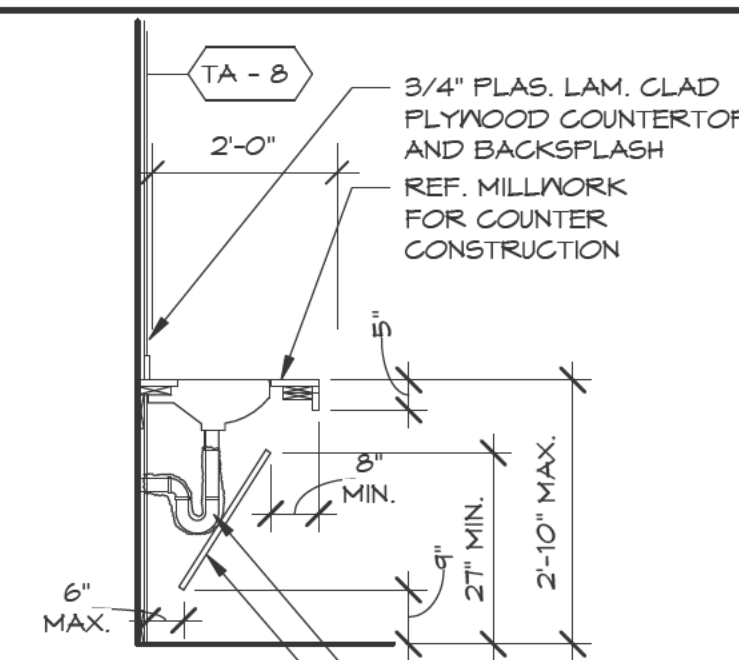 TA - 8
3/4" PLAS. LAM. CLAD
PLYWOOD COUNTERTOP
AND BACKSPLASH
2'-0"
REF. MILLWORK
FOR COUNTER
CONSTRUCTION
5"
8"
MIN.
9"
27" MIN.
2'-10" MAX.
6"
MAX.